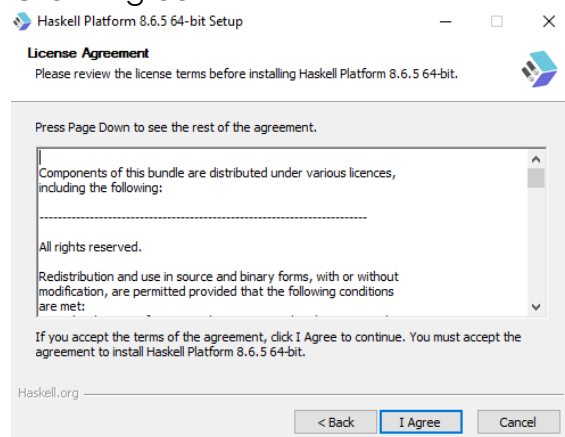 Haskell Platform 8.6.5 64-bit Setup
License Agreement
Please review the license terms before installing Haskell Platform 8.6.5 64-bit.
Press Page Down to see the rest of the agreement.
Components of this bundle are distributed under various licences,
including the following:
-----------------------------------------------------------------------
All rights reserved.
Redistribution and use in source and binary forms, with or without
modification, are permitted provided that the following conditions
are met:
If you accept the terms of the agreement, click I Agree to continue. You must accept the
agreement to install Haskell Platform 8.6.5 64-bit.
Haskell.org
< Back I Agree Cancel